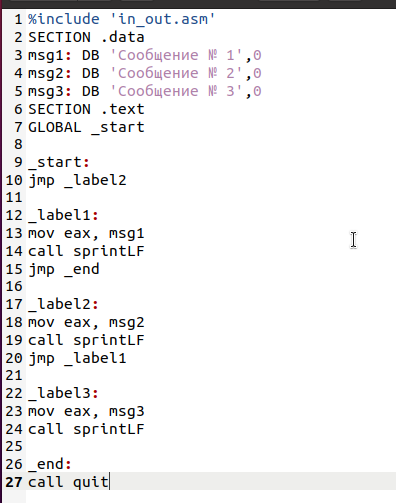 1 %include 'in_out.asm'
2 SECTION .data
3 msg1: DB 'Сообщение № 1',0
4 msg2: DB 'Сообщение № 2',0
5 msg3: DB 'Сообщение № 3',0
6 SECTION .text
7 GLOBAL _start
8
9 _start:
10 jmp _label2
11
12 _label1:
13 mov eax, msg1
14 call sprintLF
15 jmp _end
16
17 _label2:
18 mov eax, msg2
19 call sprintLF
20 jmp _label1
21
22 _label3:
23 mov eax, msg3
24 call sprintLF
25
26 _end:
27 call quit